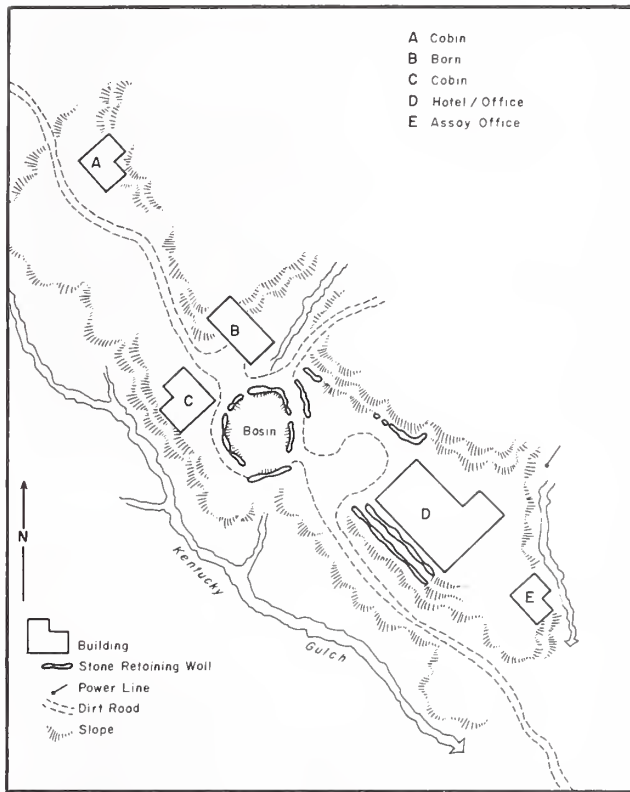 A Cobin
B Born
C Cobin
D Hotel/Office
E Assoy Office
A
B
C
Bosin
D
E
N
Kentucky
Gulch
Building
Stone Retoining Woll
Power Line
Dirt Rood
Slope